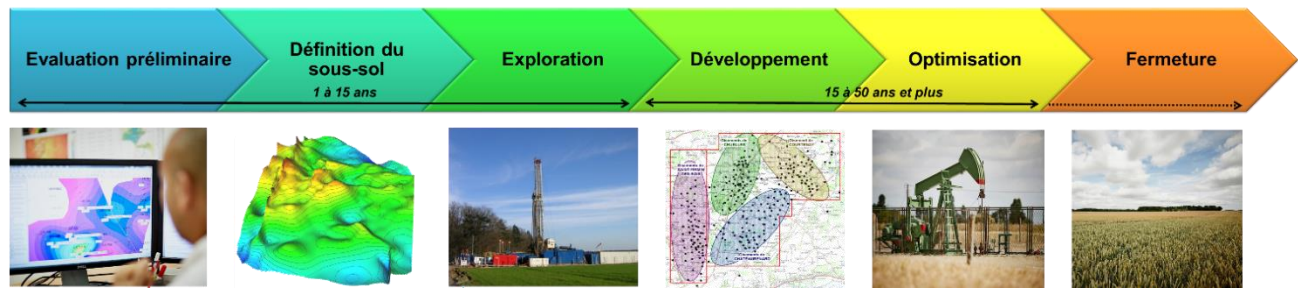 Evaluation préliminaire
Définition du
sous-sol
Exploration
Développement
Optimisation
Fermeture
1 à 15 ans
15 à 50 ans et plus